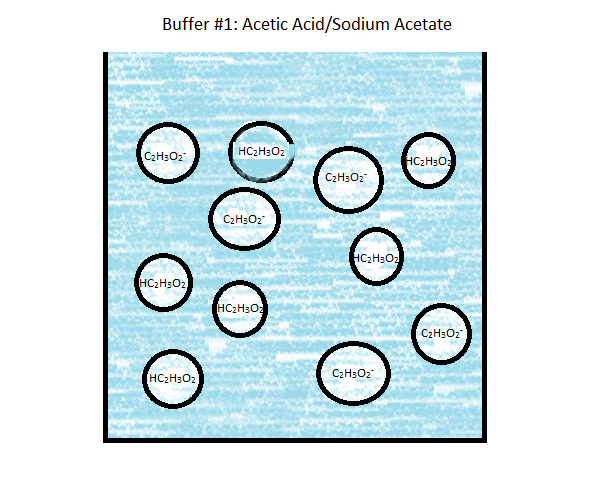 Buffer #1: Acetic Acid/Sodium Acetate
C₂H₃O₂⁻
HC₂H₃O₂
C₂H₃O₂⁻
HC₂H₃O₂
C₂H₃O₂⁻
HC₂H₃O₂
HC₂H₃O₂
HC₂H₃O₂
C₂H₃O₂⁻
HC₂H₃O₂
C₂H₃O₂⁻